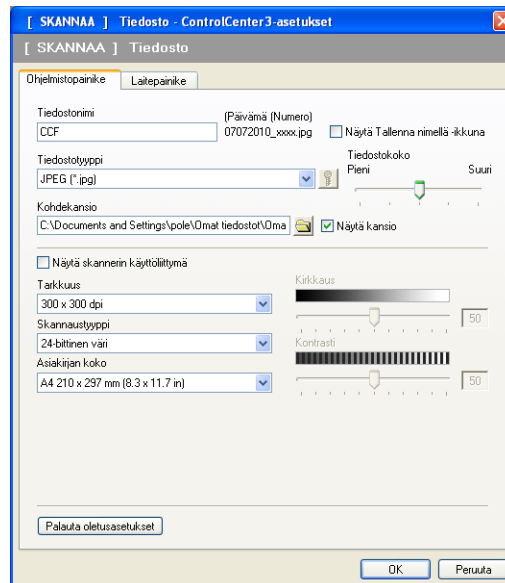 [ SKANNAA ] Tiedosto - ControlCenter3-asetukset
[ SKANNAA ] Tiedosto
Ohjelmistopainike Laitepainike
Tiedostonimi (Päivämä (Numero)
CCF 07072010_xxxx.jpg Näytä Tallenna nimellä -ikkuna
Tiedostotyyppi Tiedostokoko
Pieni Suuri
JPEG (*.jpg)
Kohdekansio
C:\Documents and Settings\pole\Omat tiedostot\Oma Näytä kansio
Näytä skannerin käyttöliittymä
Tarkkuus Kirkkaus
300 x 300 dpi
50
Skannaustyyppi
24-bittinen väri Kontrasti
Asiakirjan koko
A4 210 x 297 mm (8.3 x 11.7 in) 50
Palauta oletusasetukset
OK Peruuta